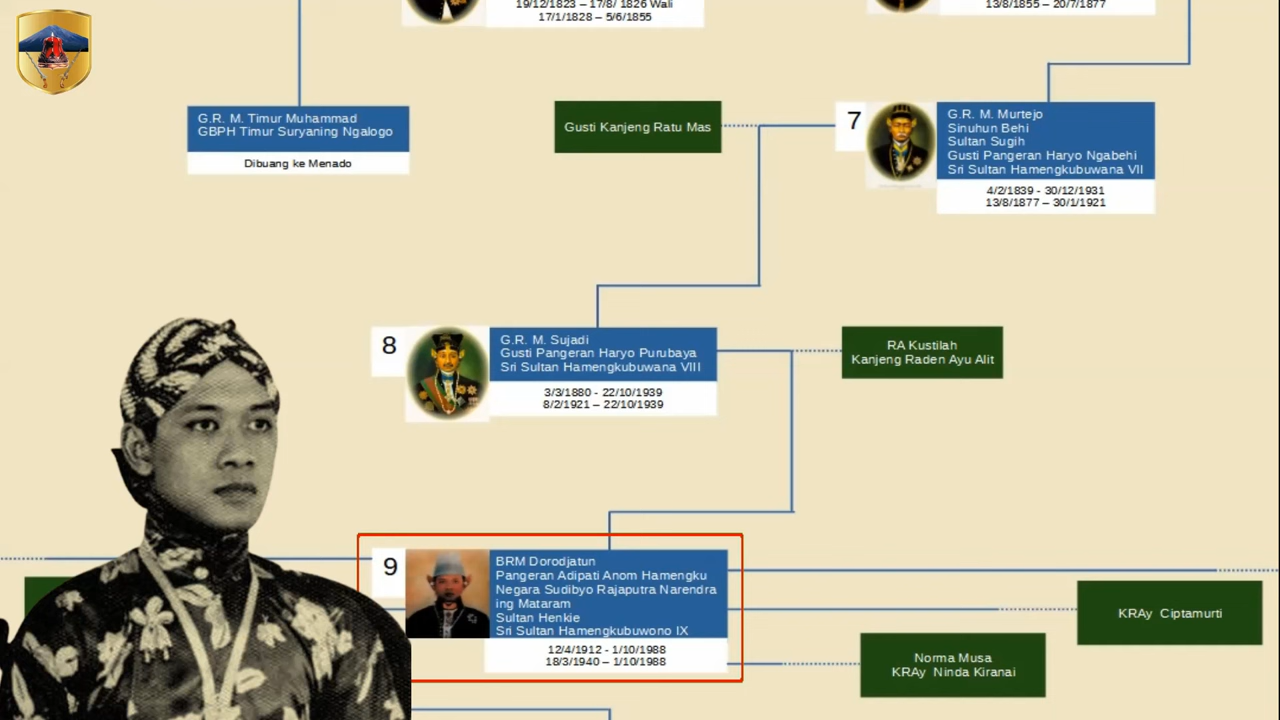 19/12/1823 – 17/8/ 1826 Wali
17/1/1828 – 5/6/1855
13/8/1855 – 20/7/1877
G.R. M. Timur Muhammad
GBPH Timur Suryaning Ngalogo
Dibuang ke Menado
Gusti Kanjeng Ratu Mas
7
G.R. M. Murtejo
Sinuhun Behi
Sultan Sugih
Gusti Pangeran Haryo Ngabehi
Sri Sultan Hamengkubuwana VII
4/2/1839 - 30/12/1931
13/8/1877 – 30/1/1921
8
G.R. M. Sujadi
Gusti Pangeran Haryo Purubaya
Sri Sultan Hamengkubuwana VIII
3/3/1880 - 22/10/1939
8/2/1921 – 22/10/1939
RA Kustilah
Kanjeng Raden Ayu Alit
9
BRM Dorodjatun
Pangeran Adipati Anom Hamengku
Negara Sudibyo Rajaputra Narendra
ing Mataram
Sultan Henkie
Sri Sultan Hamengkubuwono IX
12/4/1912 - 1/10/1988
18/3/1940 – 1/10/1988
KRAy Ciptamurti
Norma Musa
KRAy Ninda Kiranai